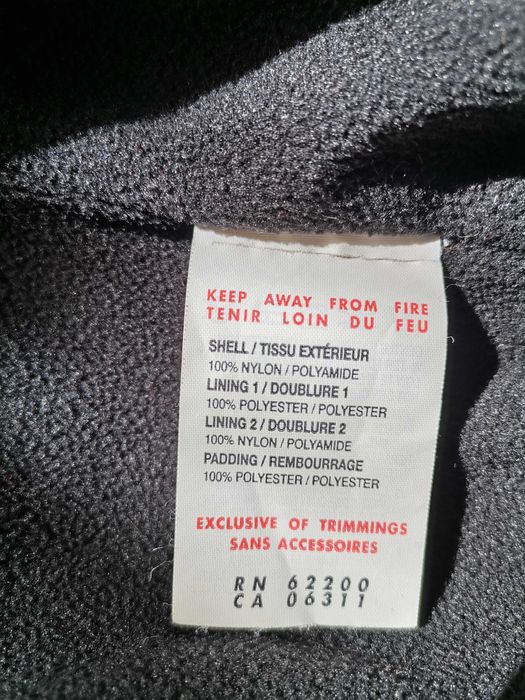 KEEP AWAY FROM FIRE
TENIR LOIN DU FEU
SHELL / TISSU EXTÉRIEUR
100% NYLON / POLYAMIDE
LINING 1 / DOUBLURE 1
100% POLYESTER / POLYESTER
LINING 2 / DOUBLURE 2
100% NYLON / POLYAMIDE
PADDING / REMBOURRAGE
100% POLYESTER / POLYESTER
EXCLUSIVE OF TRIMMINGS
SANS ACCESSOIRES
RN 62200
CA 06311